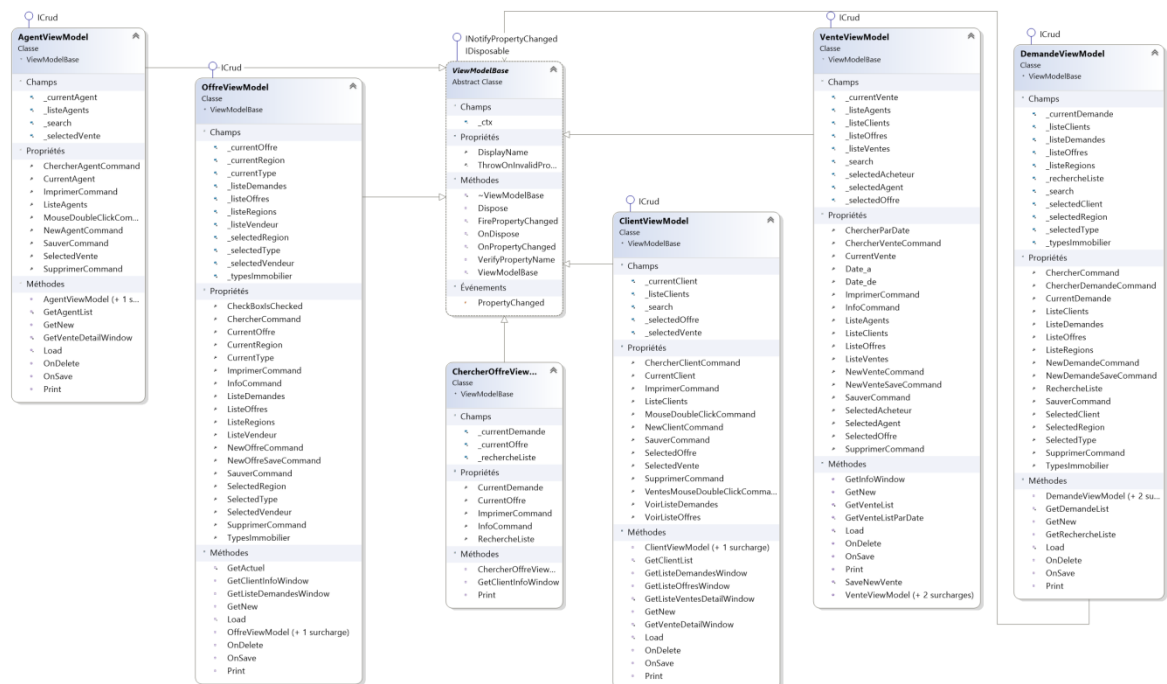 ICrud
AgentViewModel
Classe
ViewModelBase
Champs
_currentAgent
_listeAgents
_search
_selectedVente
Propriétés
ChercherAgentCommand
CurrentAgent
ImprimerCommand
ListeAgents
MouseDoubleClickCom...
NewAgentCommand
SauverCommand
SelectedVente
SupprimerCommand
Méthodes
AgentViewModel (+ 1 s...
GetAgentList
GetNew
GetVenteDetailWindow
Load
OnDelete
OnSave
Print
ICrud
OffreViewModel
Classe
ViewModelBase
Champs
_currentOffre
_currentRegion
_currentType
_listeDemandes
_listeOffres
_listeRegions
_listeVendeur
_selectedRegion
_selectedType
_selectedVendeur
_typesImmobilier
Propriétés
CheckBoxIsChecked
ChercherCommand
CurrentOffre
CurrentRegion
CurrentType
ImprimerCommand
InfoCommand
ListeDemandes
ListeOffres
ListeRegions
ListeVendeur
NewOffreCommand
NewOffreSaveCommand
SauverCommand
SelectedRegion
SelectedType
SelectedVendeur
SupprimerCommand
TypesImmobilier
Méthodes
GetActuel
GetClientInfoWindow
GetListeDemandesWindow
GetNew
Load
OffreViewModel (+ 1 surcharge)
OnDelete
OnSave
Print
INotifyPropertyChanged
IDisposable
ViewModelBase
Abstract Classe
Champs
_ctx
Propriétés
DisplayName
ThrowOnInvalidPro...
Méthodes
~ViewModelBase
Dispose
FirePropertyChanged
OnDispose
OnPropertyChanged
VerifyPropertyName
ViewModelBase
Événements
PropertyChanged
ChercherOffreView...
Classe
ViewModelBase
Champs
_currentDemande
_currentOffre
_rechercheListe
Propriétés
CurrentDemande
CurrentOffre
ImprimerCommand
InfoCommand
RechercheListe
Méthodes
ChercherOffreView...
GetClientInfoWindow
Print
ICrud
ClientViewModel
Classe
ViewModelBase
Champs
_currentClient
_listeClients
_search
_selectedOffre
_selectedVente
Propriétés
ChercherClientCommand
CurrentClient
ImprimerCommand
ListeClients
MouseDoubleClickCommand
NewClientCommand
SauverCommand
SelectedOffre
SelectedVente
SupprimerCommand
VentesMouseDoubleClickComma...
VoirListeDemandes
VoirListeOffres
Méthodes
ClientViewModel (+ 1 surcharge)
GetClientList
GetListeDemandesWindow
GetListeOffresWindow
GetListeVentesDetailWindow
GetNew
GetVenteDetailWindow
Load
OnDelete
OnSave
Print
ICrud
VenteViewModel
Classe
ViewModelBase
Champs
_currentVente
_listeAgents
_listeClients
_listeOffres
_listeVentes
_search
_selectedAcheteur
_selectedAgent
_selectedOffre
Propriétés
ChercherParDate
ChercherVenteCommand
CurrentVente
Date_a
Date_de
ImprimerCommand
InfoCommand
ListeAgents
ListeClients
ListeOffres
ListeVentes
NewVenteCommand
NewVenteSaveCommand
SauverCommand
SelectedAcheteur
SelectedAgent
SelectedOffre
SupprimerCommand
Méthodes
GetInfoWindow
GetNew
GetVenteList
GetVenteListParDate
Load
OnDelete
OnSave
Print
SaveNewVente
VenteViewModel (+ 2 surcharges)
ICrud
DemandeViewModel
Classe
ViewModelBase
Champs
_currentDemande
_listeClients
_listeDemandes
_listeOffres
_listeRegions
_rechercheListe
_search
_selectedClient
_selectedRegion
_selectedType
_typesImmobilier
Propriétés
ChercherCommand
ChercherDemandeCommand
CurrentDemande
ListeClients
ListeDemandes
ListeOffres
ListeRegions
NewDemandeCommand
NewDemandeSaveCommand
RechercheListe
SauverCommand
SelectedClient
SelectedRegion
SelectedType
SupprimerCommand
TypesImmobilier
Méthodes
DemandeViewModel (+ 2 su...
GetDemandeList
GetNew
GetRechercheListe
Load
OnDelete
OnSave
Print